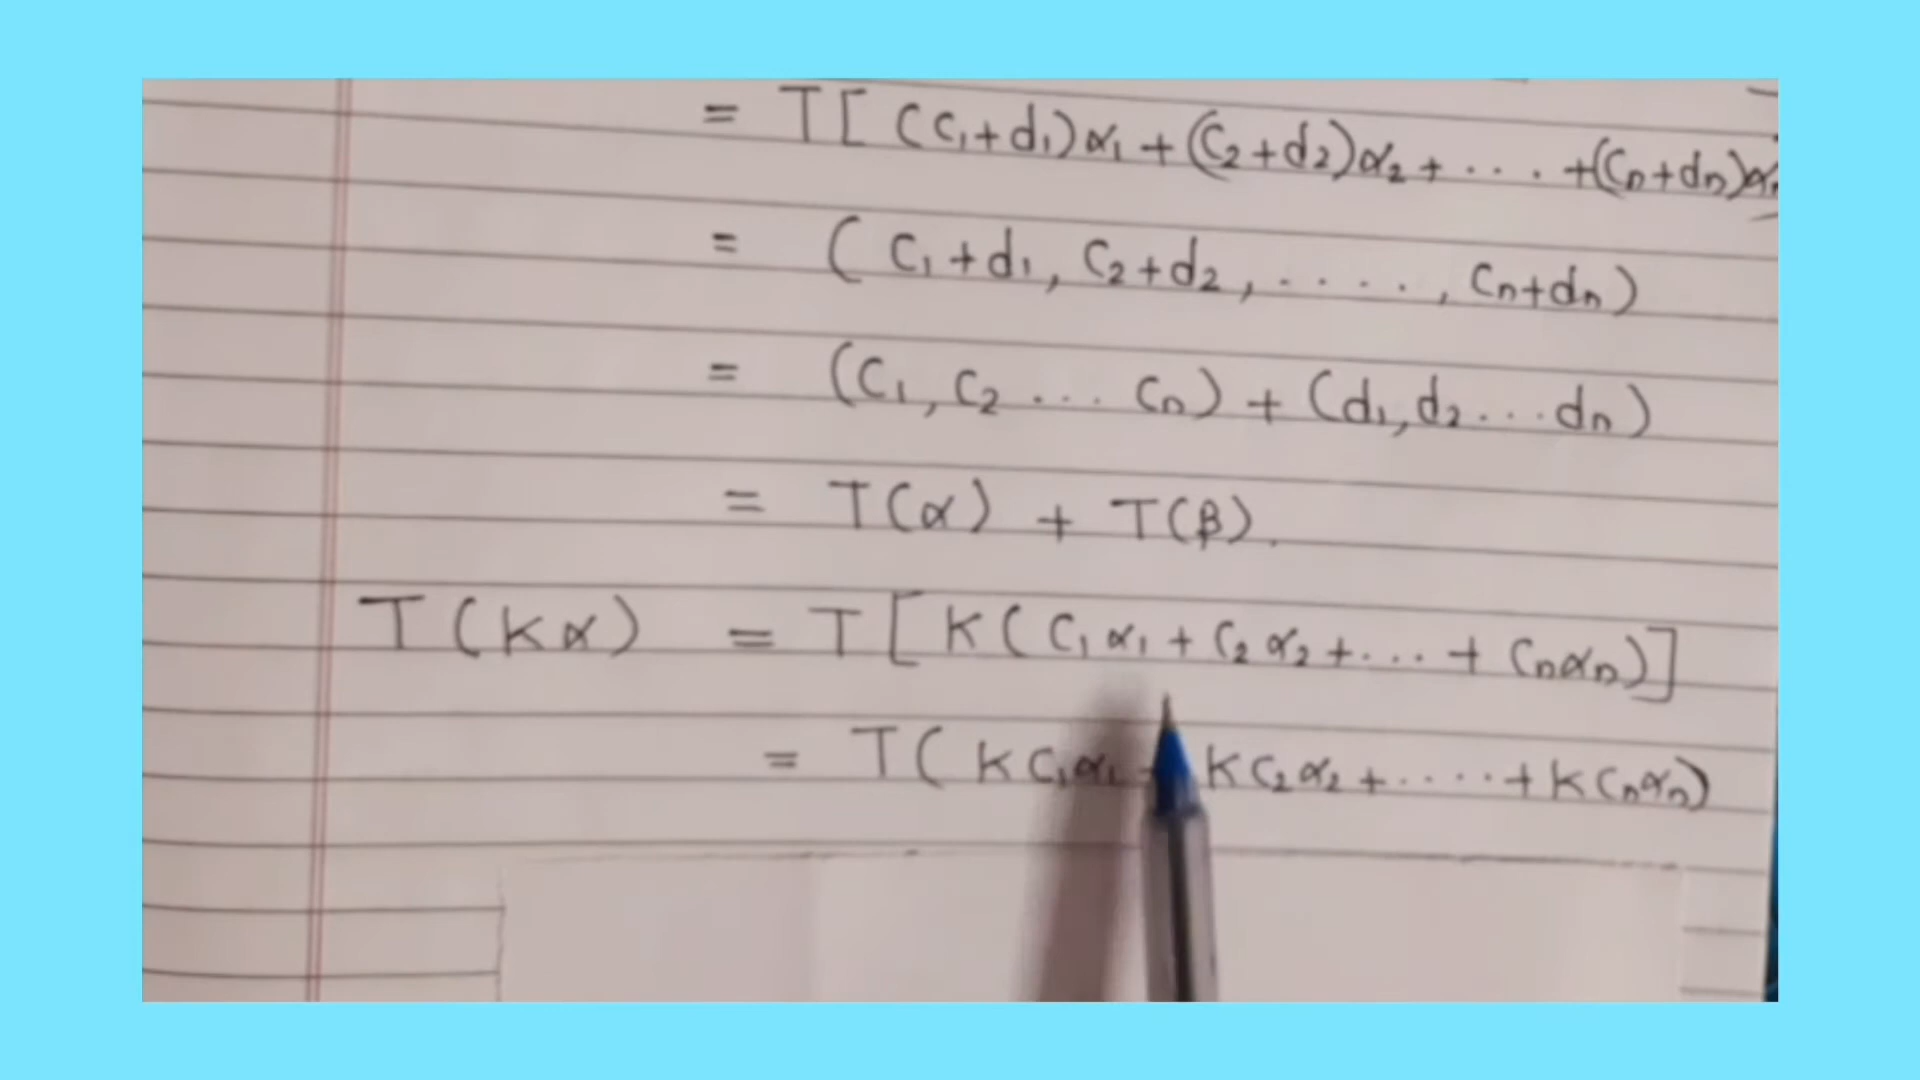 = T[ (c₁+d₁)α₁ + (c₂+d₂)α₂ + .... +(cₙ+dₙ)αₙ
= ( c₁+d₁, c₂+d₂, ....., cₙ+dₙ)
= (c₁, c₂ ... cₙ) + (d₁, d₂...dₙ)
= T(α) + T(β).
T(kα) = T[ k( c₁α₁ + c₂α₂ +... + cₙαₙ)]
= T( kc₁α₁ + kc₂α₂ + ..... + kcₙαₙ)